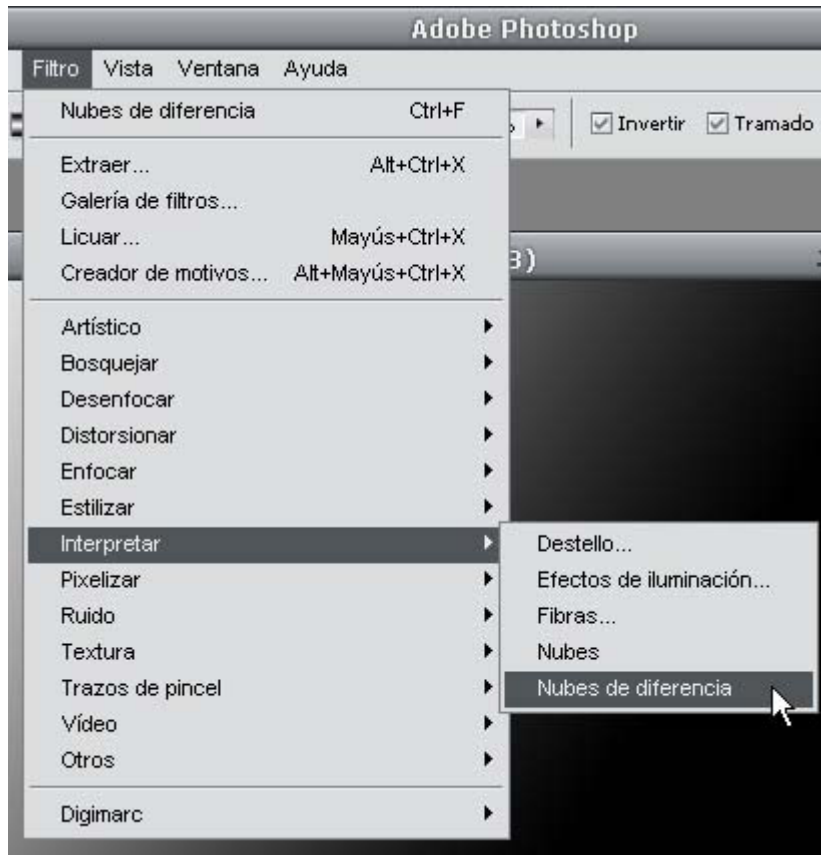 Adobe Photoshop
Filtro Vista Ventana Ayuda
Nubes de diferencia Ctrl+F
Invertir Tramado
Extraer... Alt+Ctrl+X
Galería de filtros...
Licuar... Mayús+Ctrl+X
Creador de motivos... Alt+Mayús+Ctrl+X
Artístico
Bosquejar
Desenfocar
Distorsionar
Enfocar
Estilizar
Interpretar
Destello...
Pixelizar
Efectos de iluminación...
Ruido
Fibras...
Textura
Nubes
Trazos de pincel
Nubes de diferencia
Vídeo
Otros
Digimarc